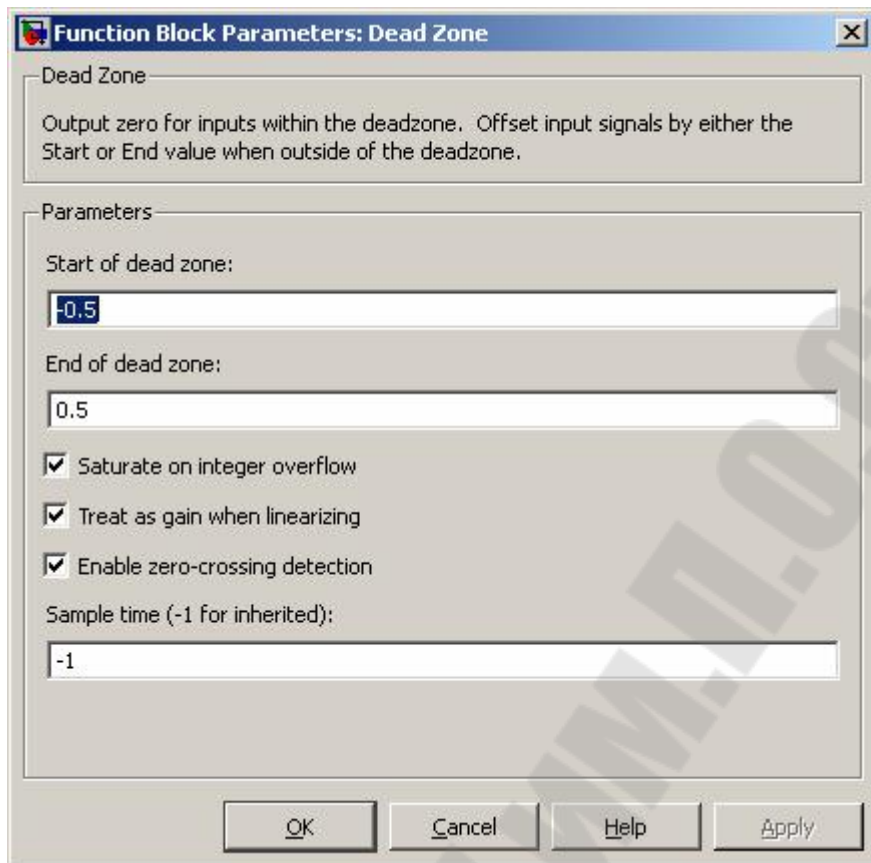 Function Block Parameters: Dead Zone
Dead Zone
Output zero for inputs within the deadzone.  Offset input signals by either the
Start or End value when outside of the deadzone.
Parameters
Start of dead zone:
-0.5
End of dead zone:
0.5
Saturate on integer overflow
Treat as gain when linearizing
Enable zero-crossing detection
Sample time (-1 for inherited):
-1
OK
Cancel
Help
Apply
им.П.О.